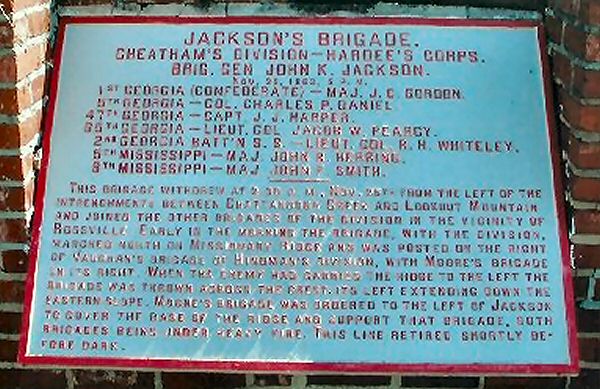 JACKSON'S BRIGADE.
CHEATHAM'S DIVISION—HARDEE'S CORPS.
BRIG. GEN JOHN K. JACKSON.
NOV. 25, 1863, 5 P. M.
1ST GEORGIA (CONFEDERATE)—MAJ. J. C. GORDON.
5TH GEORGIA—COL. CHARLES P. DANIEL
47TH GEORGIA—CAPT. J. J. HARPER.
65TH GEORGIA—LIEUT. COL JACOB W. PEARCY.
2ND GEORGIA BATT'N S. S.—LIEUT. COL. R. H. WHITELEY.
5TH MISSISSIPPI—MAJ. JOHN B. HERRING.
8TH MISSISSIPPI—MAJ. JOHN F. SMITH.
THIS BRIGADE WITHDREW AT 2:30 A. M., NOV. 25TH FROM THE LEFT OF THE
INTRENCHMENTS BETWEEN CHATTANOOGA CREEK AND LOOKOUT MOUNTAIN
AND JOINED THE OTHER BRIGADES OF THE DIVISION IN THE VICINITY OF
ROSSVILLE. EARLY IN THE MORNING THE BRIGADE, WITH THE DIVISION,
MARCHED NORTH ON MISSIONARY RIDGE AND WAS POSTED ON THE RIGHT
OF VAUGHAN'S BRIGADE OF HINDMAN'S DIVISION, WITH MOORE'S BRIGADE
ON ITS RIGHT. WHEN THE ENEMY HAD CARRIED THE RIDGE TO THE LEFT THE
BRIGADE WAS THROWN ACROSS THE CREST, ITS LEFT EXTENDING DOWN THE
EASTERN SLOPE. MOORE'S BRIGADE WAS ORDERED TO THE LEFT OF JACKSON
TO COVER THE BASE OF THE RIDGE AND SUPPORT THAT BRIGADE, BOTH
BRIGADES BEING UNDER HEAVY FIRE. THIS LINE RETIRED SHORTLY BE-
FORE DARK.